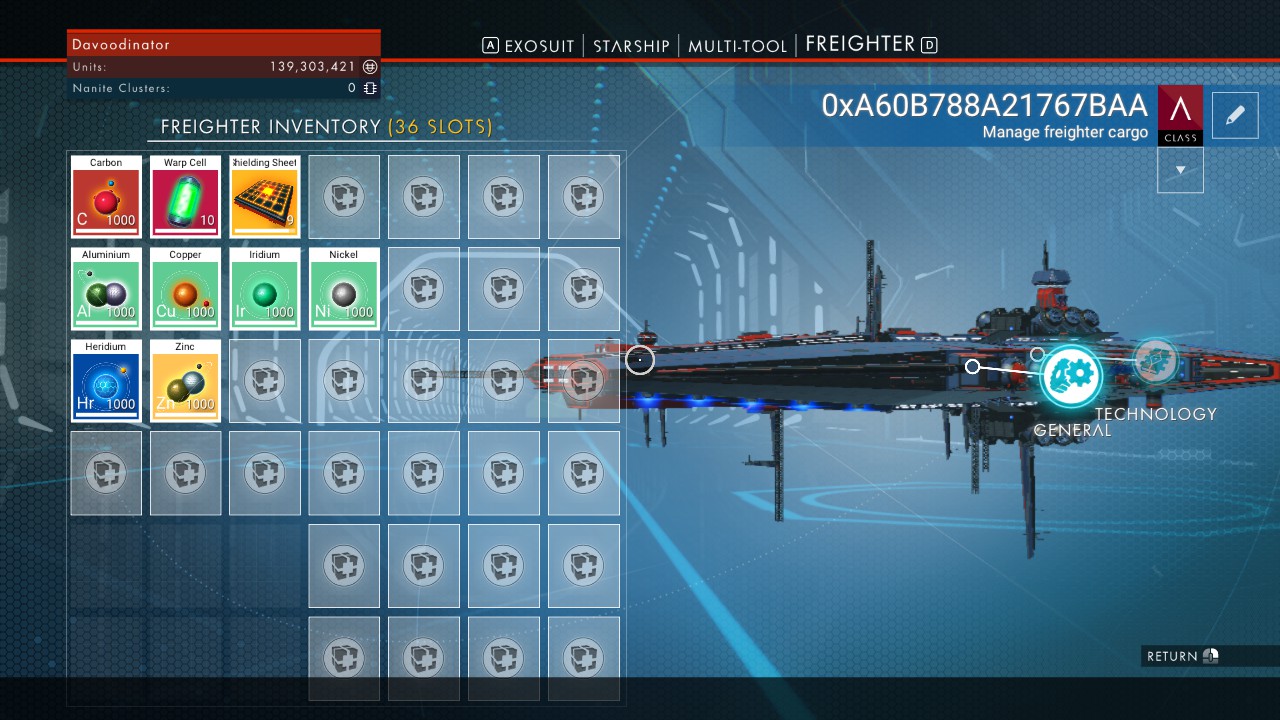 Davoodinator
Units: 139,303,421
Nanite Clusters: 0
A EXOSUIT STARSHIP MULTI-TOOL FREIGHTER D
0xA60B788A21767BAA
Manage freighter cargo
Λ
CLASS
FREIGHTER INVENTORY (36 SLOTS)
Carbon Warp Cell hielding Sheet
C 1000 10 9
Aluminium Copper Iridium Nickel
Al 1000 Cu 1000 Ir 1000 Ni 1000
Heridium Zinc
Hr 1000 Zn 1000
TECHNOLOGY
GENERAL
RETURN